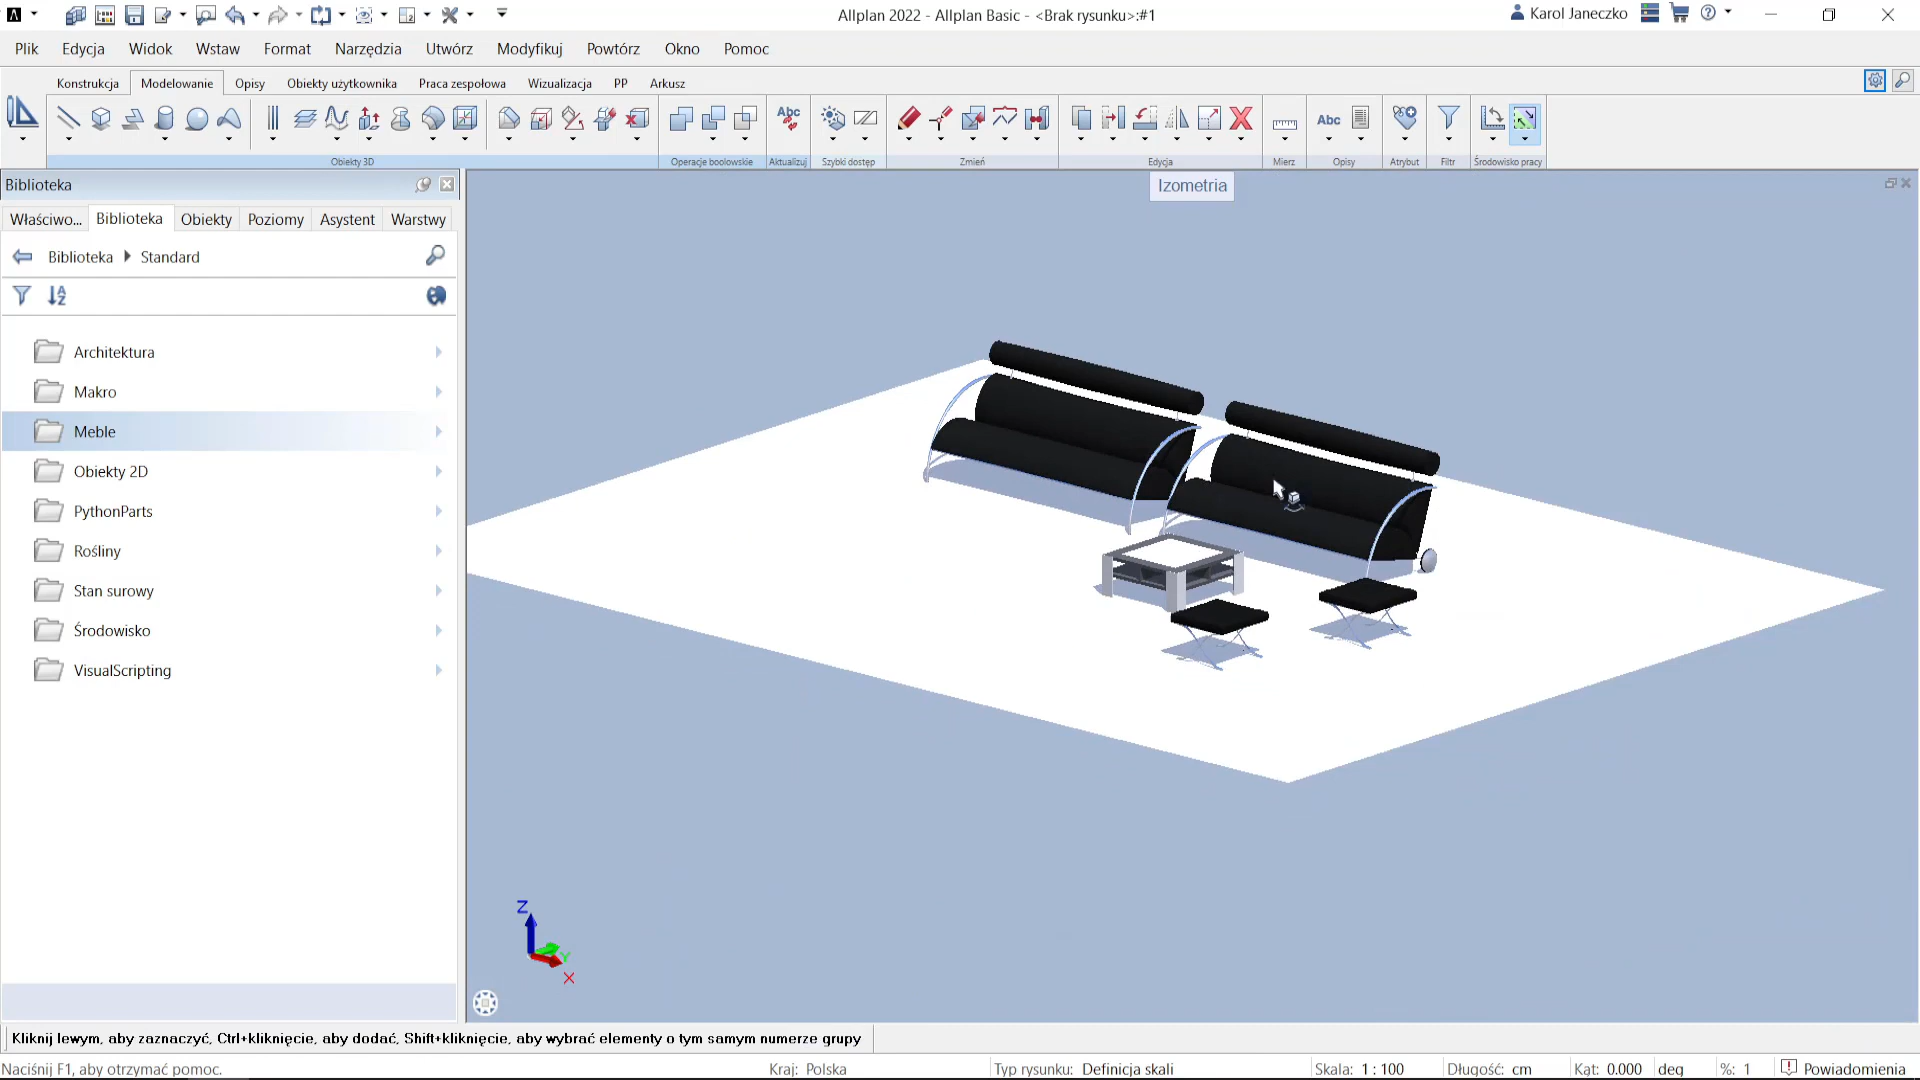 Allplan 2022 - Allplan Basic - <Brak rysunku>:#1
Karol Janeczko
Plik Edycja Widok Wstaw Format Narzędzia Utwórz Modyfikuj Powtórz Okno Pomoc
Konstrukcja Modelowanie Opisy Obiekty użytkownika Praca zespołowa Wizualizacja PP Arkusz
Abc Abc
Obiekty 3D Operacje boolowskie Aktualizuj Szybki dostęp Zmień Edycja Mierz Opisy Atrybut Filtr Środowisko pracy
Biblioteka
Izometria
Właściwo... Biblioteka Obiekty Poziomy Asystent Warstwy
Biblioteka Standard
Architektura
Makro
Meble
Obiekty 2D
PythonParts
Rośliny
Stan surowy
Środowisko
VisualScripting
Z
Y
X
Kliknij lewym, aby zaznaczyć, Ctrl+kliknięcie, aby dodać, Shift+kliknięcie, aby wybrać elementy o tym samym numerze grupy
Naciśnij F1, aby otrzymać pomoc. Kraj: Polska Typ rysunku: Definicja skali Skala: 1 : 100 Długość: cm Kąt: 0.000 deg %: 1 Powiadomienia